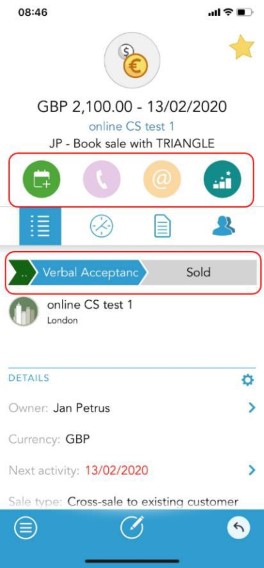 08:46
GBP 2,100.00 - 13/02/2020
online CS test 1
JP - Book sale with TRIANGLE
.. Verbal Acceptanc Sold
online CS test 1
London
DETAILS
Owner: Jan Petrus
Currency: GBP
Next activity: 13/02/2020
Sale type: Cross-sale to existing customer